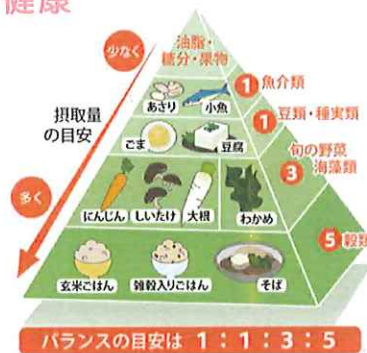 健康
少なく
油脂・
糖分・果物
1 魚介類
あさり
小魚
摂取量
の目安
1 豆類・種実類
ごま
豆腐
旬の野菜
3 海藻類
多く
にんじん
しいたけ
大根
わかめ
5 穀類
玄米ごはん
雑穀入りごはん
そば
バランスの目安は 1:1:3:5